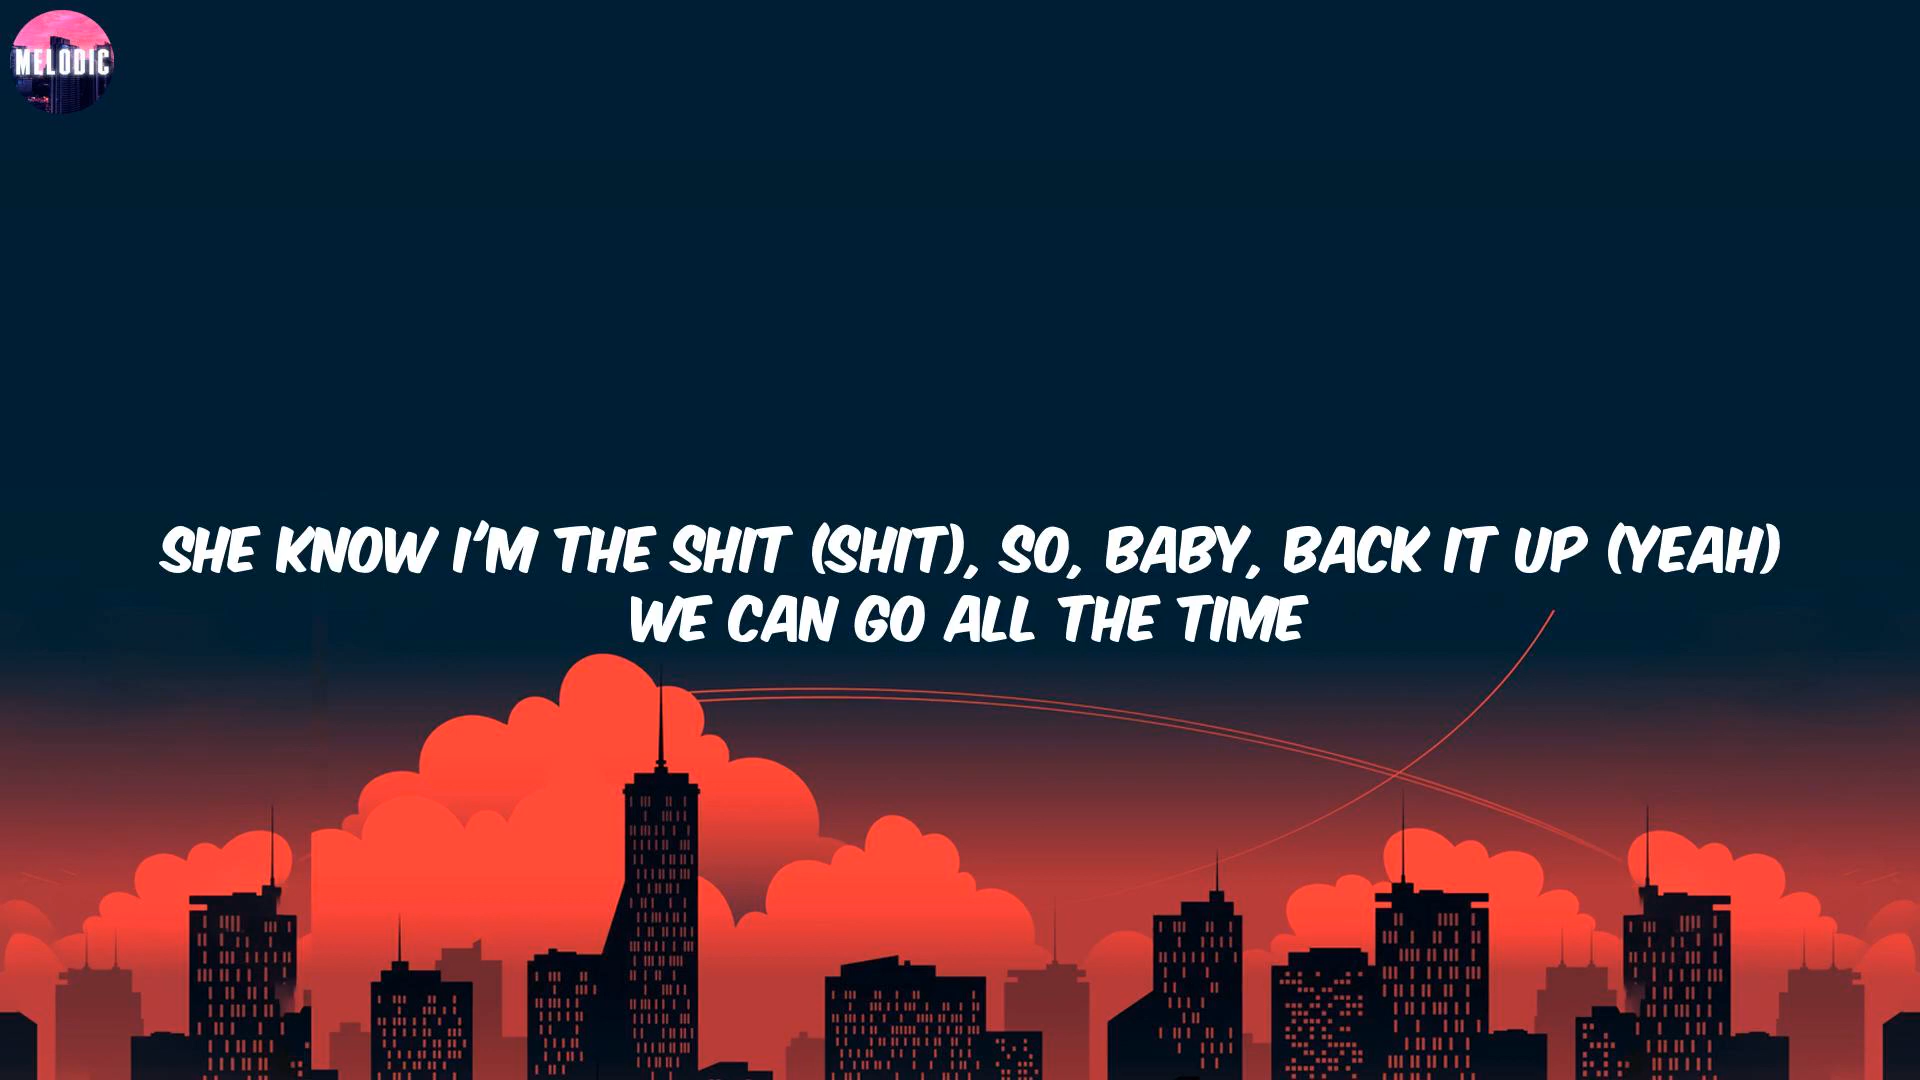 MELODIC
SHE KNOW I'M THE SHIT (SHIT), SO, BABY, BACK IT UP (YEAH)
WE CAN GO ALL THE TIME